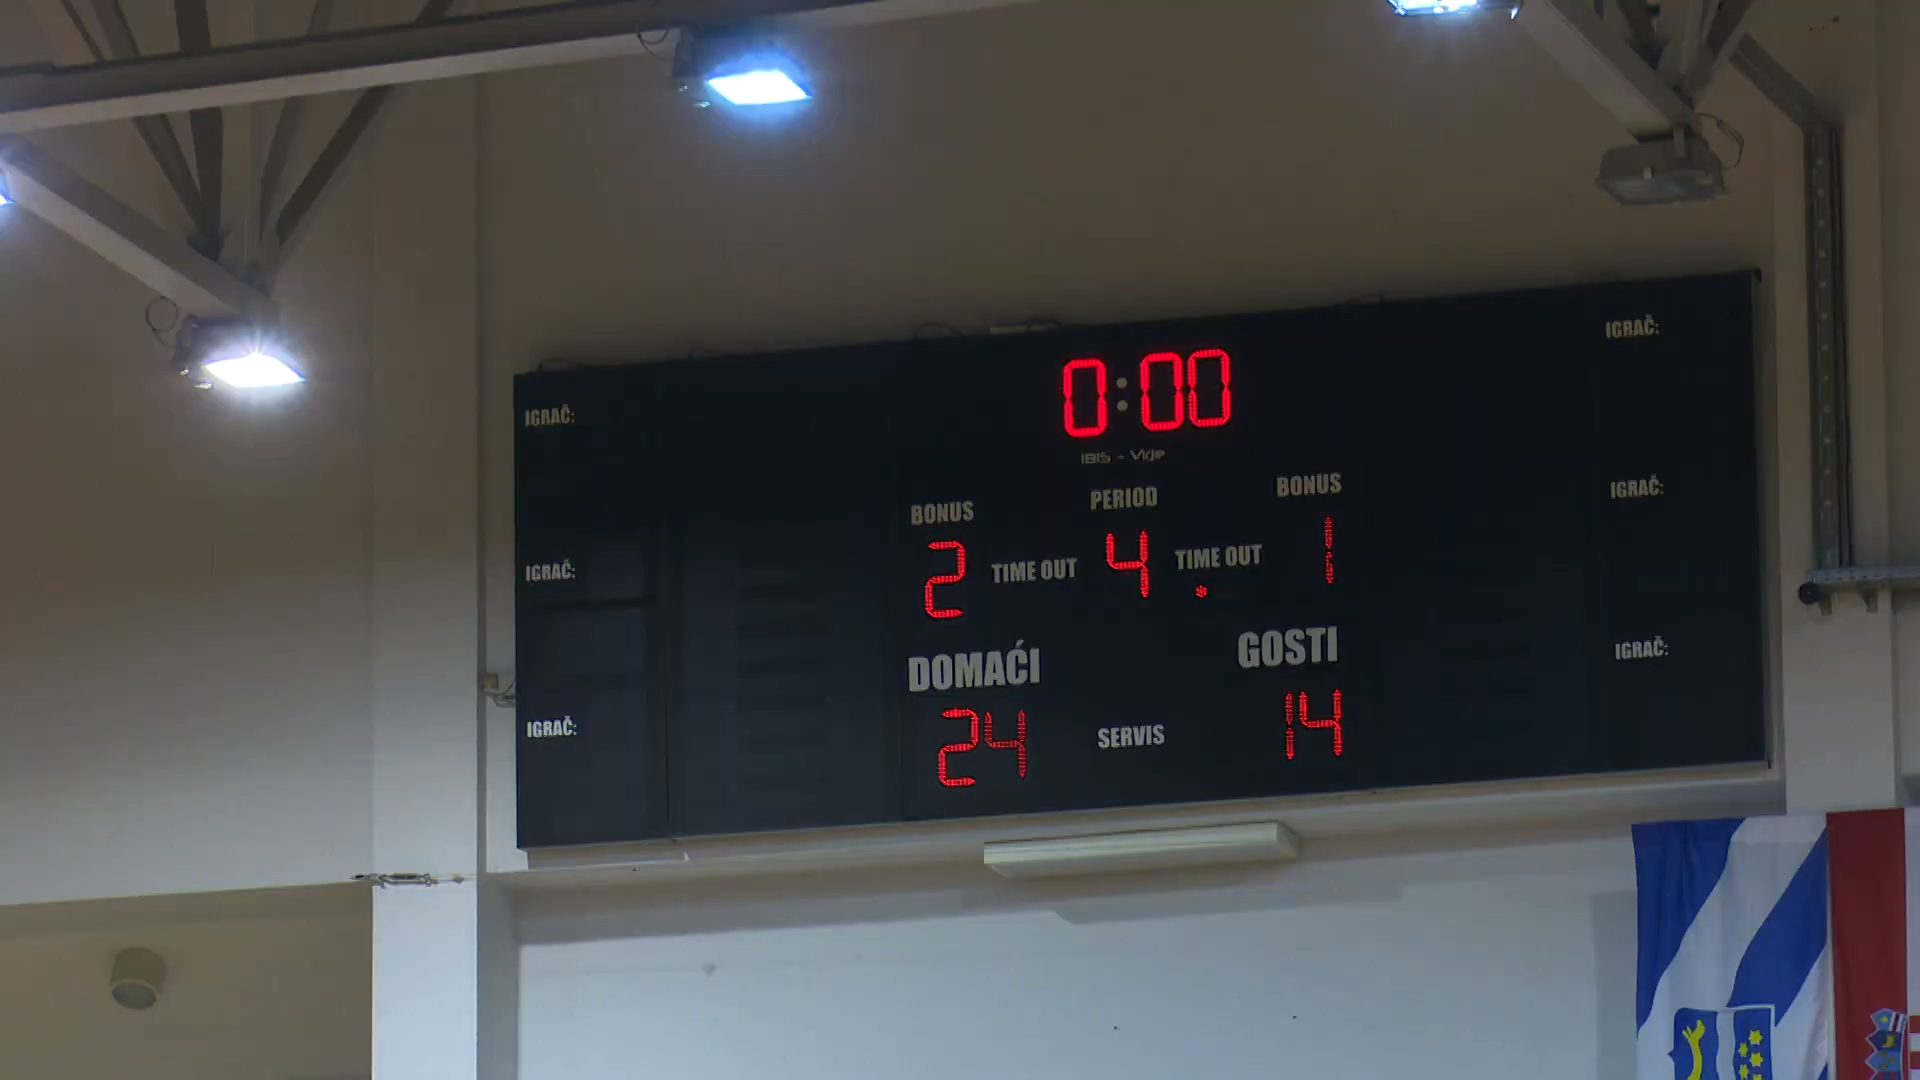 IGRAČ:
0:00
IGRAČ:
IBIS - Virje
BONUS PERIOD BONUS
IGRAČ:
2 TIME OUT 4 TIME OUT 1
IGRAČ:
DOMAĆI GOSTI
IGRAČ:
24 SERVIS 14
IGRAČ: